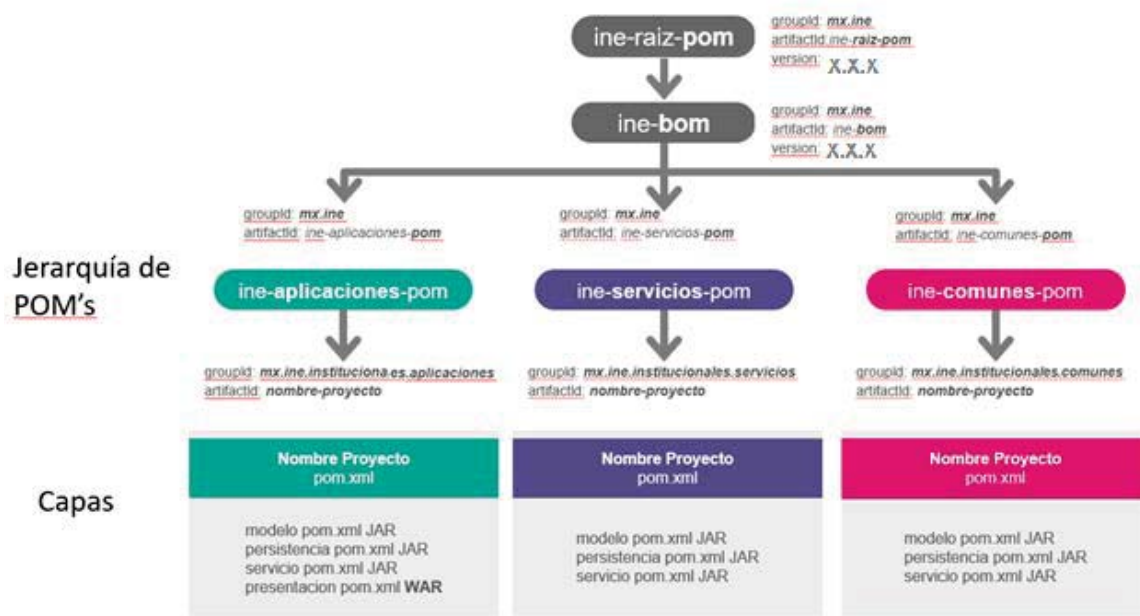 ine-raiz-pom
groupId: mx.ine
artifactId:ine-raiz-pom
version: X.X.X
ine-bom
groupId: mx.ine
artifactId: ine-bom
version: X.X.X
groupId: mx.ine
artifactId: ine-aplicaciones-pom
groupId: mx.ine
artifactId: ine-servicios-pom
groupId: mx.ine
artifactId: ine-comunes-pom
Jerarquía de
POM's
ine-aplicaciones-pom
ine-servicios-pom
ine-comunes-pom
groupId: mx.ine.instituciona.es.aplicaciones
artifactId: nombre-proyecto
groupId: mx.ine.institucionales.servicios
artifactId: nombre-proyecto
groupId: mx.ine.institucionales.comunes
artifactId: nombre-proyecto
Capas
Nombre Proyecto
pom.xml
modelo pom.xml JAR
persistencia pom.xml JAR
servicio pom.xml JAR
presentacion pom.xml WAR
Nombre Proyecto
pom.xml
modelo pom.xml JAR
persistencia pom.xml JAR
servicio pom.xml JAR
Nombre Proyecto
pom.xml
modelo pom.xml JAR
persistencia pom.xml JAR
servicio pom.xml JAR